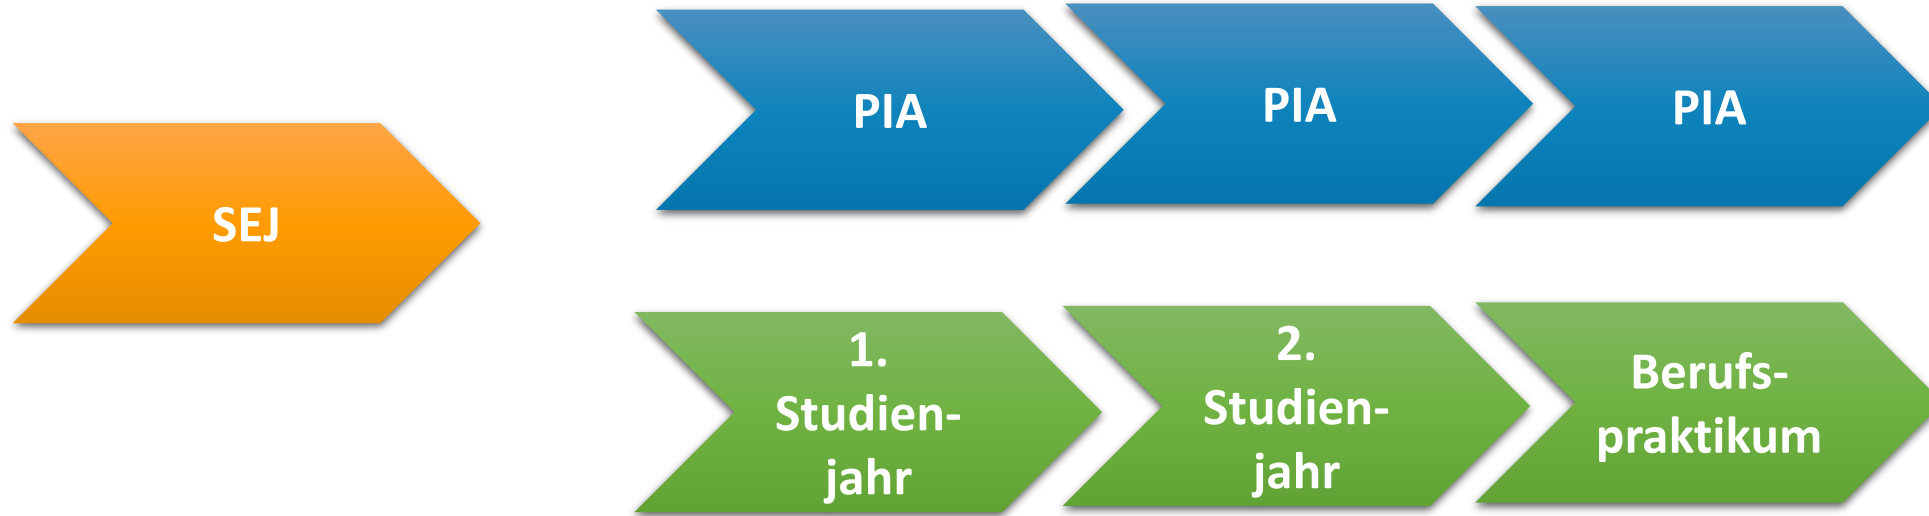 SEJ
PIA
PIA
PIA
1.
Studien-
jahr
2.
Studien-
jahr
Berufs-
praktikum